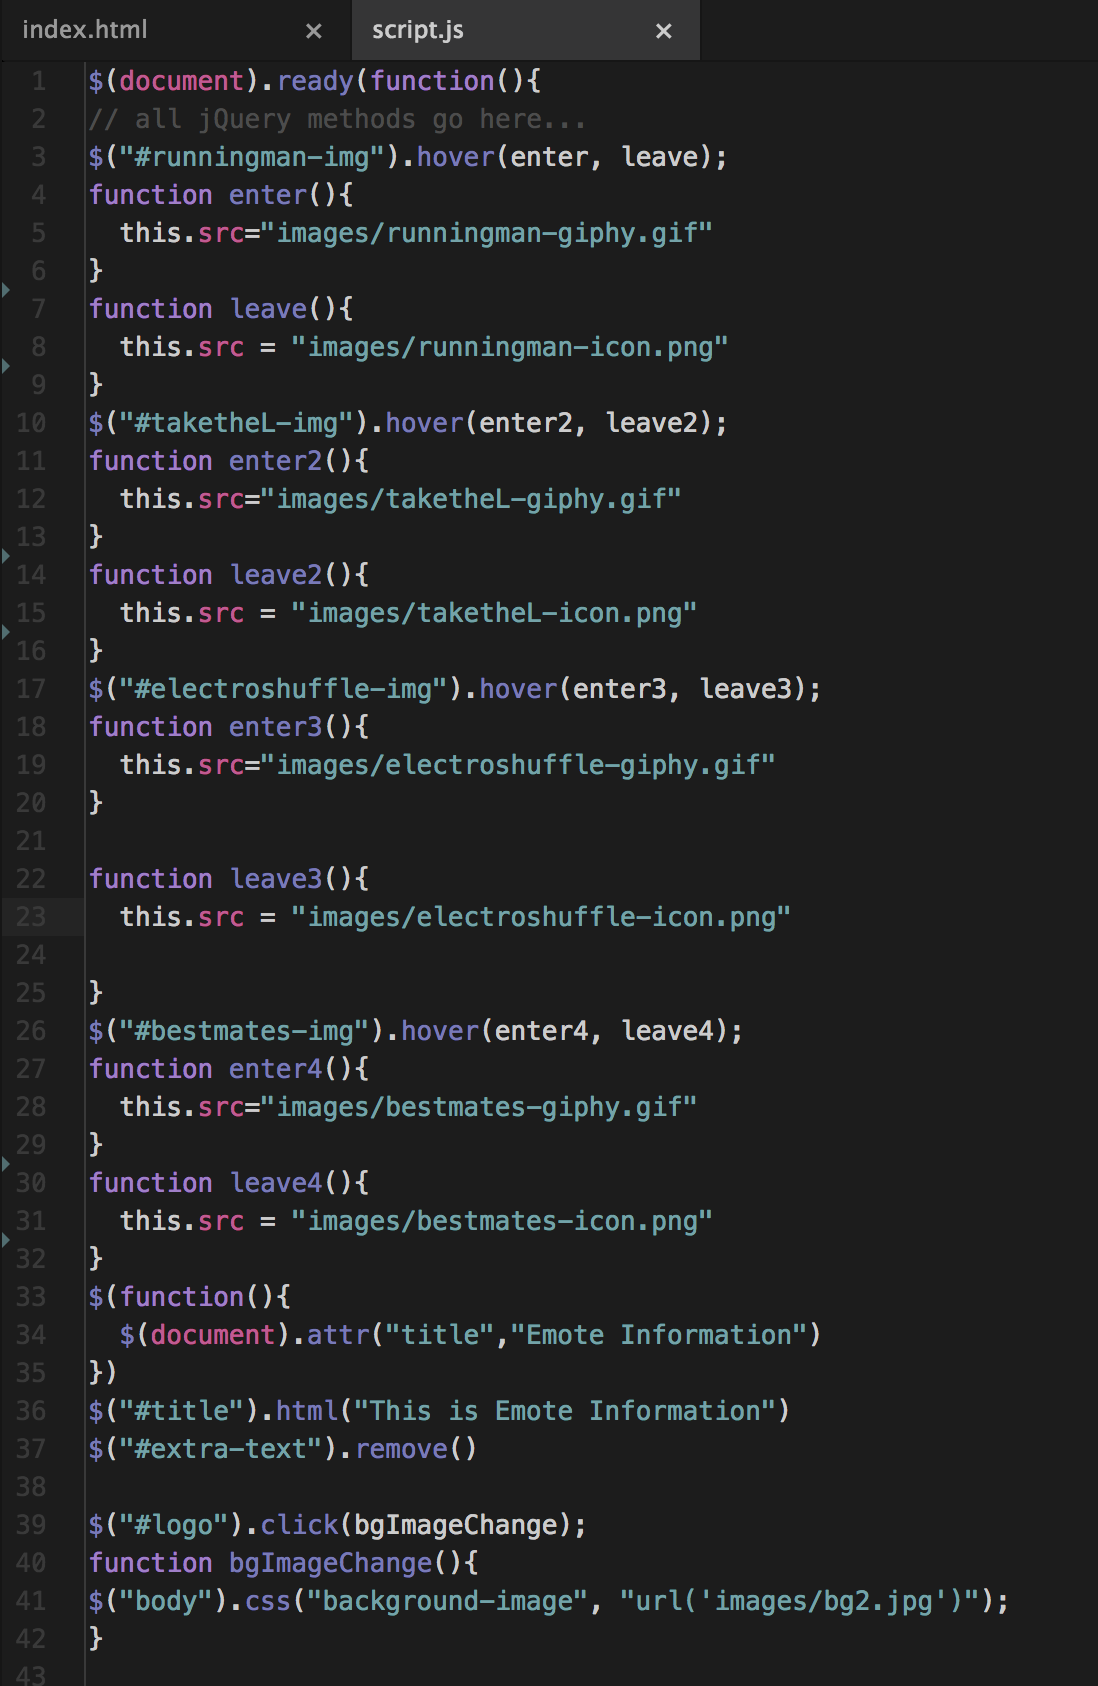 index.html × script.js ×
1 $(document).ready(function(){
2 // all jQuery methods go here...
3 $("#runningman-img").hover(enter, leave);
4 function enter(){
5   this.src="images/runningman-giphy.gif"
6 }
7 function leave(){
8   this.src = "images/runningman-icon.png"
9 }
10 $("#taketheL-img").hover(enter2, leave2);
11 function enter2(){
12   this.src="images/taketheL-giphy.gif"
13 }
14 function leave2(){
15   this.src = "images/taketheL-icon.png"
16 }
17 $("#electroshuffle-img").hover(enter3, leave3);
18 function enter3(){
19   this.src="images/electroshuffle-giphy.gif"
20 }
21
22 function leave3(){
23   this.src = "images/electroshuffle-icon.png"
24
25 }
26 $("#bestmates-img").hover(enter4, leave4);
27 function enter4(){
28   this.src="images/bestmates-giphy.gif"
29 }
30 function leave4(){
31   this.src = "images/bestmates-icon.png"
32 }
33 $(function(){
34   $(document).attr("title","Emote Information")
35 })
36 $("#title").html("This is Emote Information")
37 $("#extra-text").remove()
38
39 $("#logo").click(bgImageChange);
40 function bgImageChange(){
41 $("body").css("background-image", "url('images/bg2.jpg')");
42 }
43